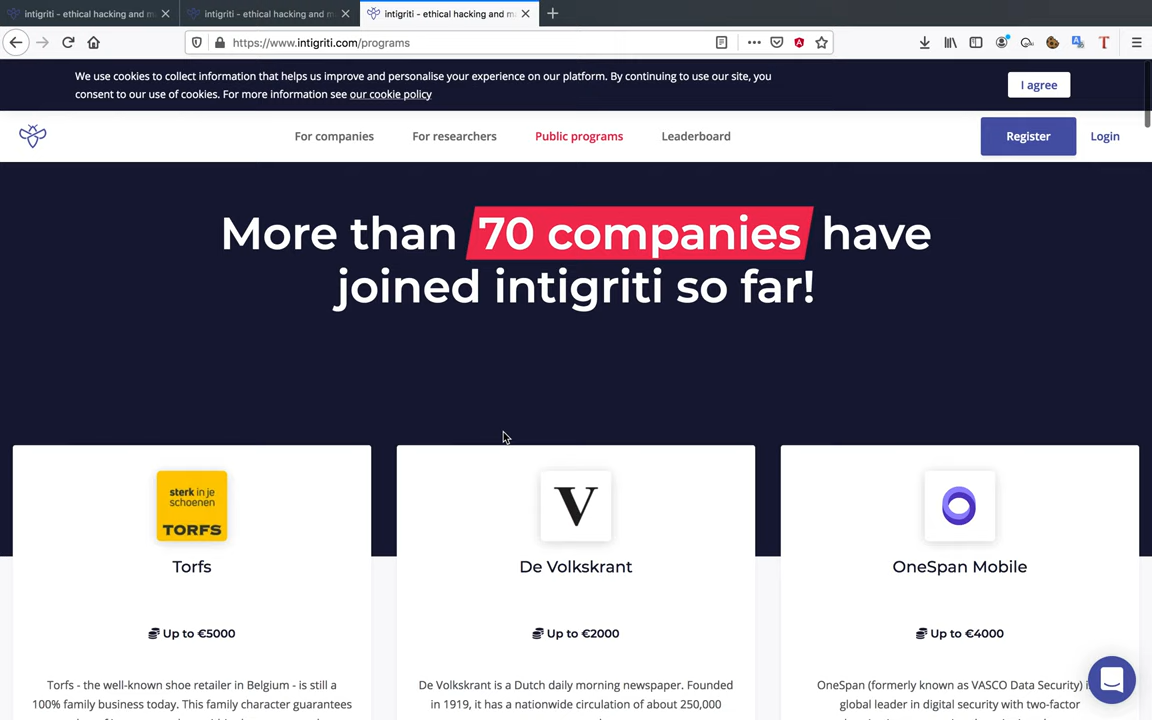 intigriti - ethical hacking and m
intigriti - ethical hacking and m
intigriti - ethical hacking and m
https://www.intigriti.com/programs
We use cookies to collect information that helps us improve and personalise your experience on our platform. By continuing to use our site, you
consent to our use of cookies. For more information see our cookie policy
I agree
For companies
For researchers
Public programs
Leaderboard
Register
Login
More than 70 companies have
joined intigriti so far!
sterk in je
schoenen
TORFS
V
Torfs
De Volkskrant
OneSpan Mobile
Up to €5000
Up to €2000
Up to €4000
Torfs - the well-known shoe retailer in Belgium - is still a
100% family business today. This family character guarantees
De Volkskrant is a Dutch daily morning newspaper. Founded
in 1919, it has a nationwide circulation of about 250,000
OneSpan (formerly known as VASCO Data Security)
global leader in digital security with two-factor